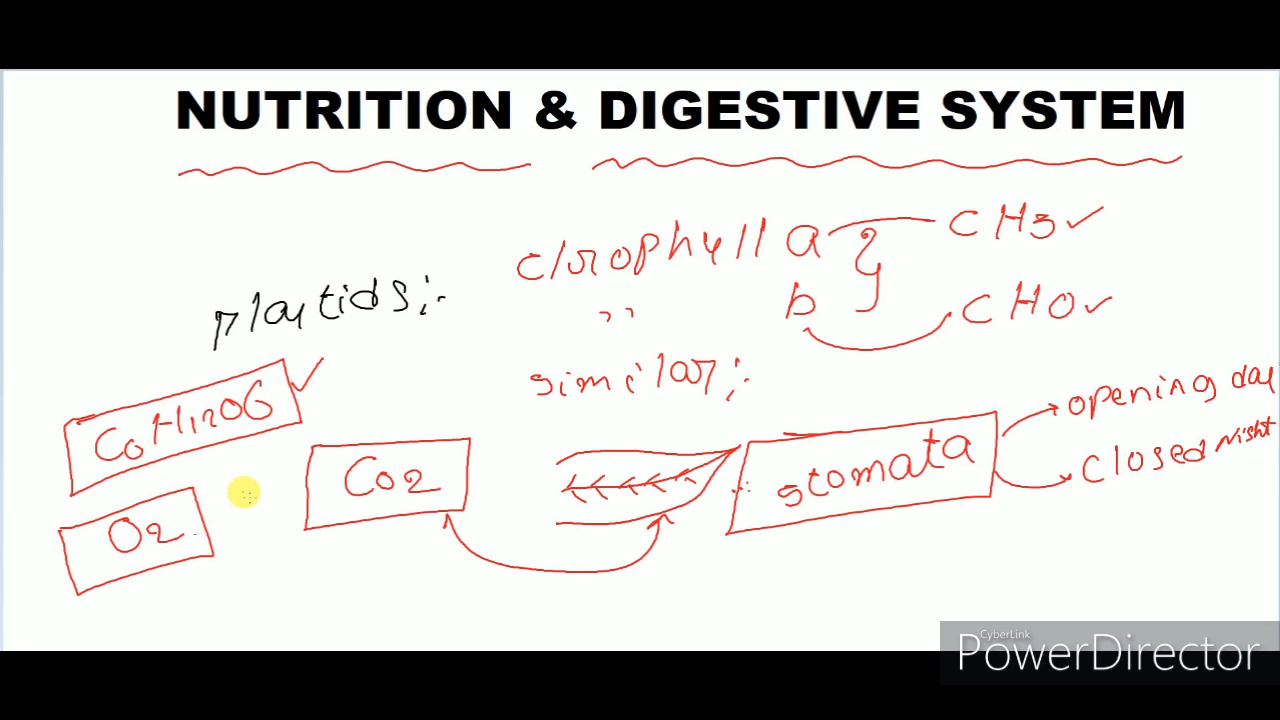 NUTRITION & DIGESTIVE SYSTEM
clrophyll a CH3
plastids:-
" b CHO
similar:-
C6H12O6
opening day
CO2
stomata
closed night
O2
CyberLink
PowerDirector